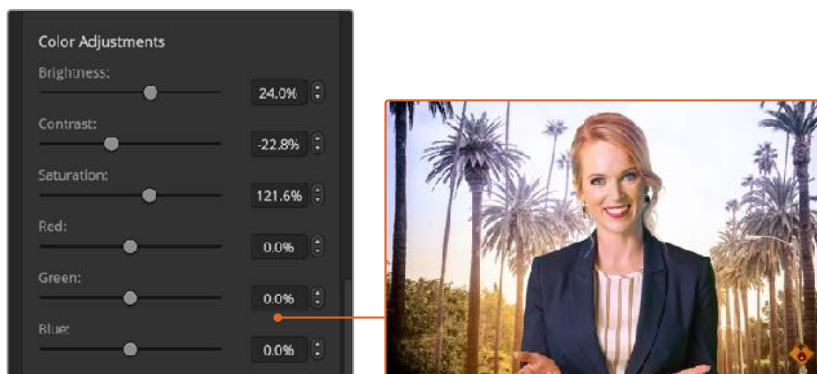 Color Adjustments
Brightness:
24.0%
Contrast:
-22.8%
Saturation:
121.6%
Red:
0.0%
Green:
0.0%
Blue:
0.0%